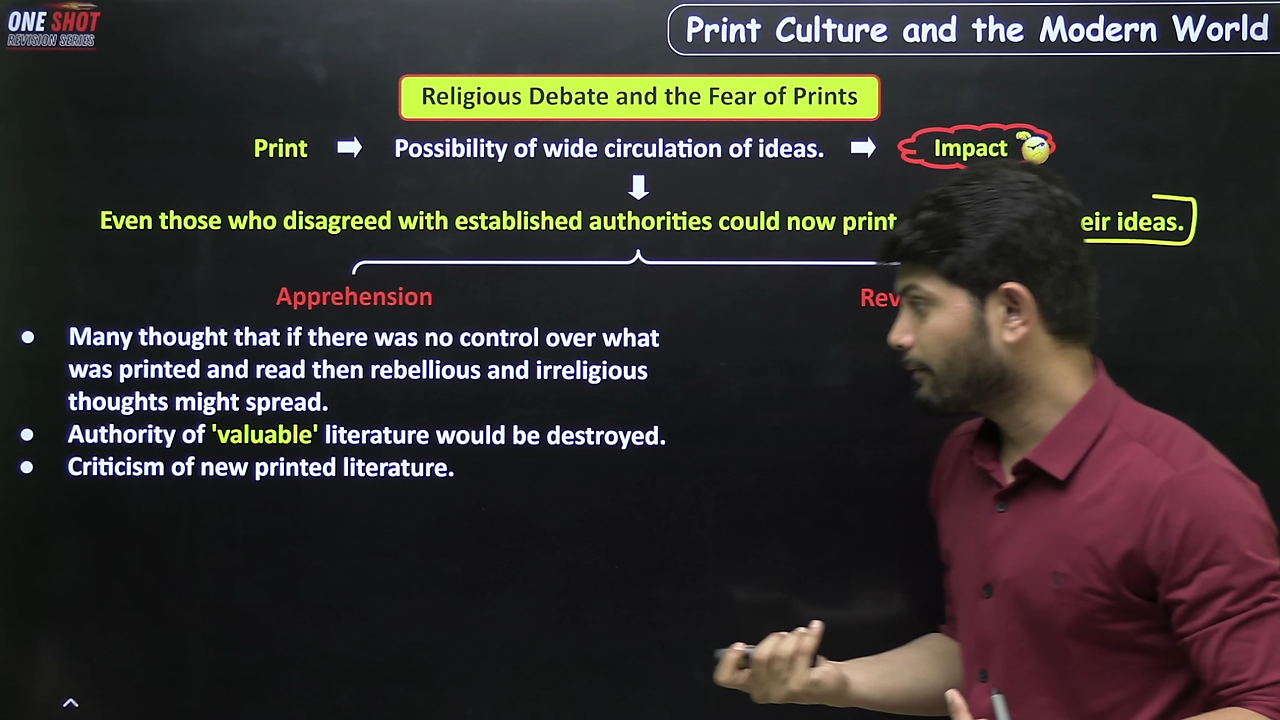 ONE SHOT
REVISION SERIES
Print Culture and the Modern World
Religious Debate and the Fear of Prints
Print Possibility of wide circulation of ideas. Impact
Even those who disagreed with established authorities could now print ideas.
Apprehension
● Many thought that if there was no control over what
was printed and read then rebellious and irreligious
thoughts might spread.
● Authority of 'valuable' literature would be destroyed.
● Criticism of new printed literature.